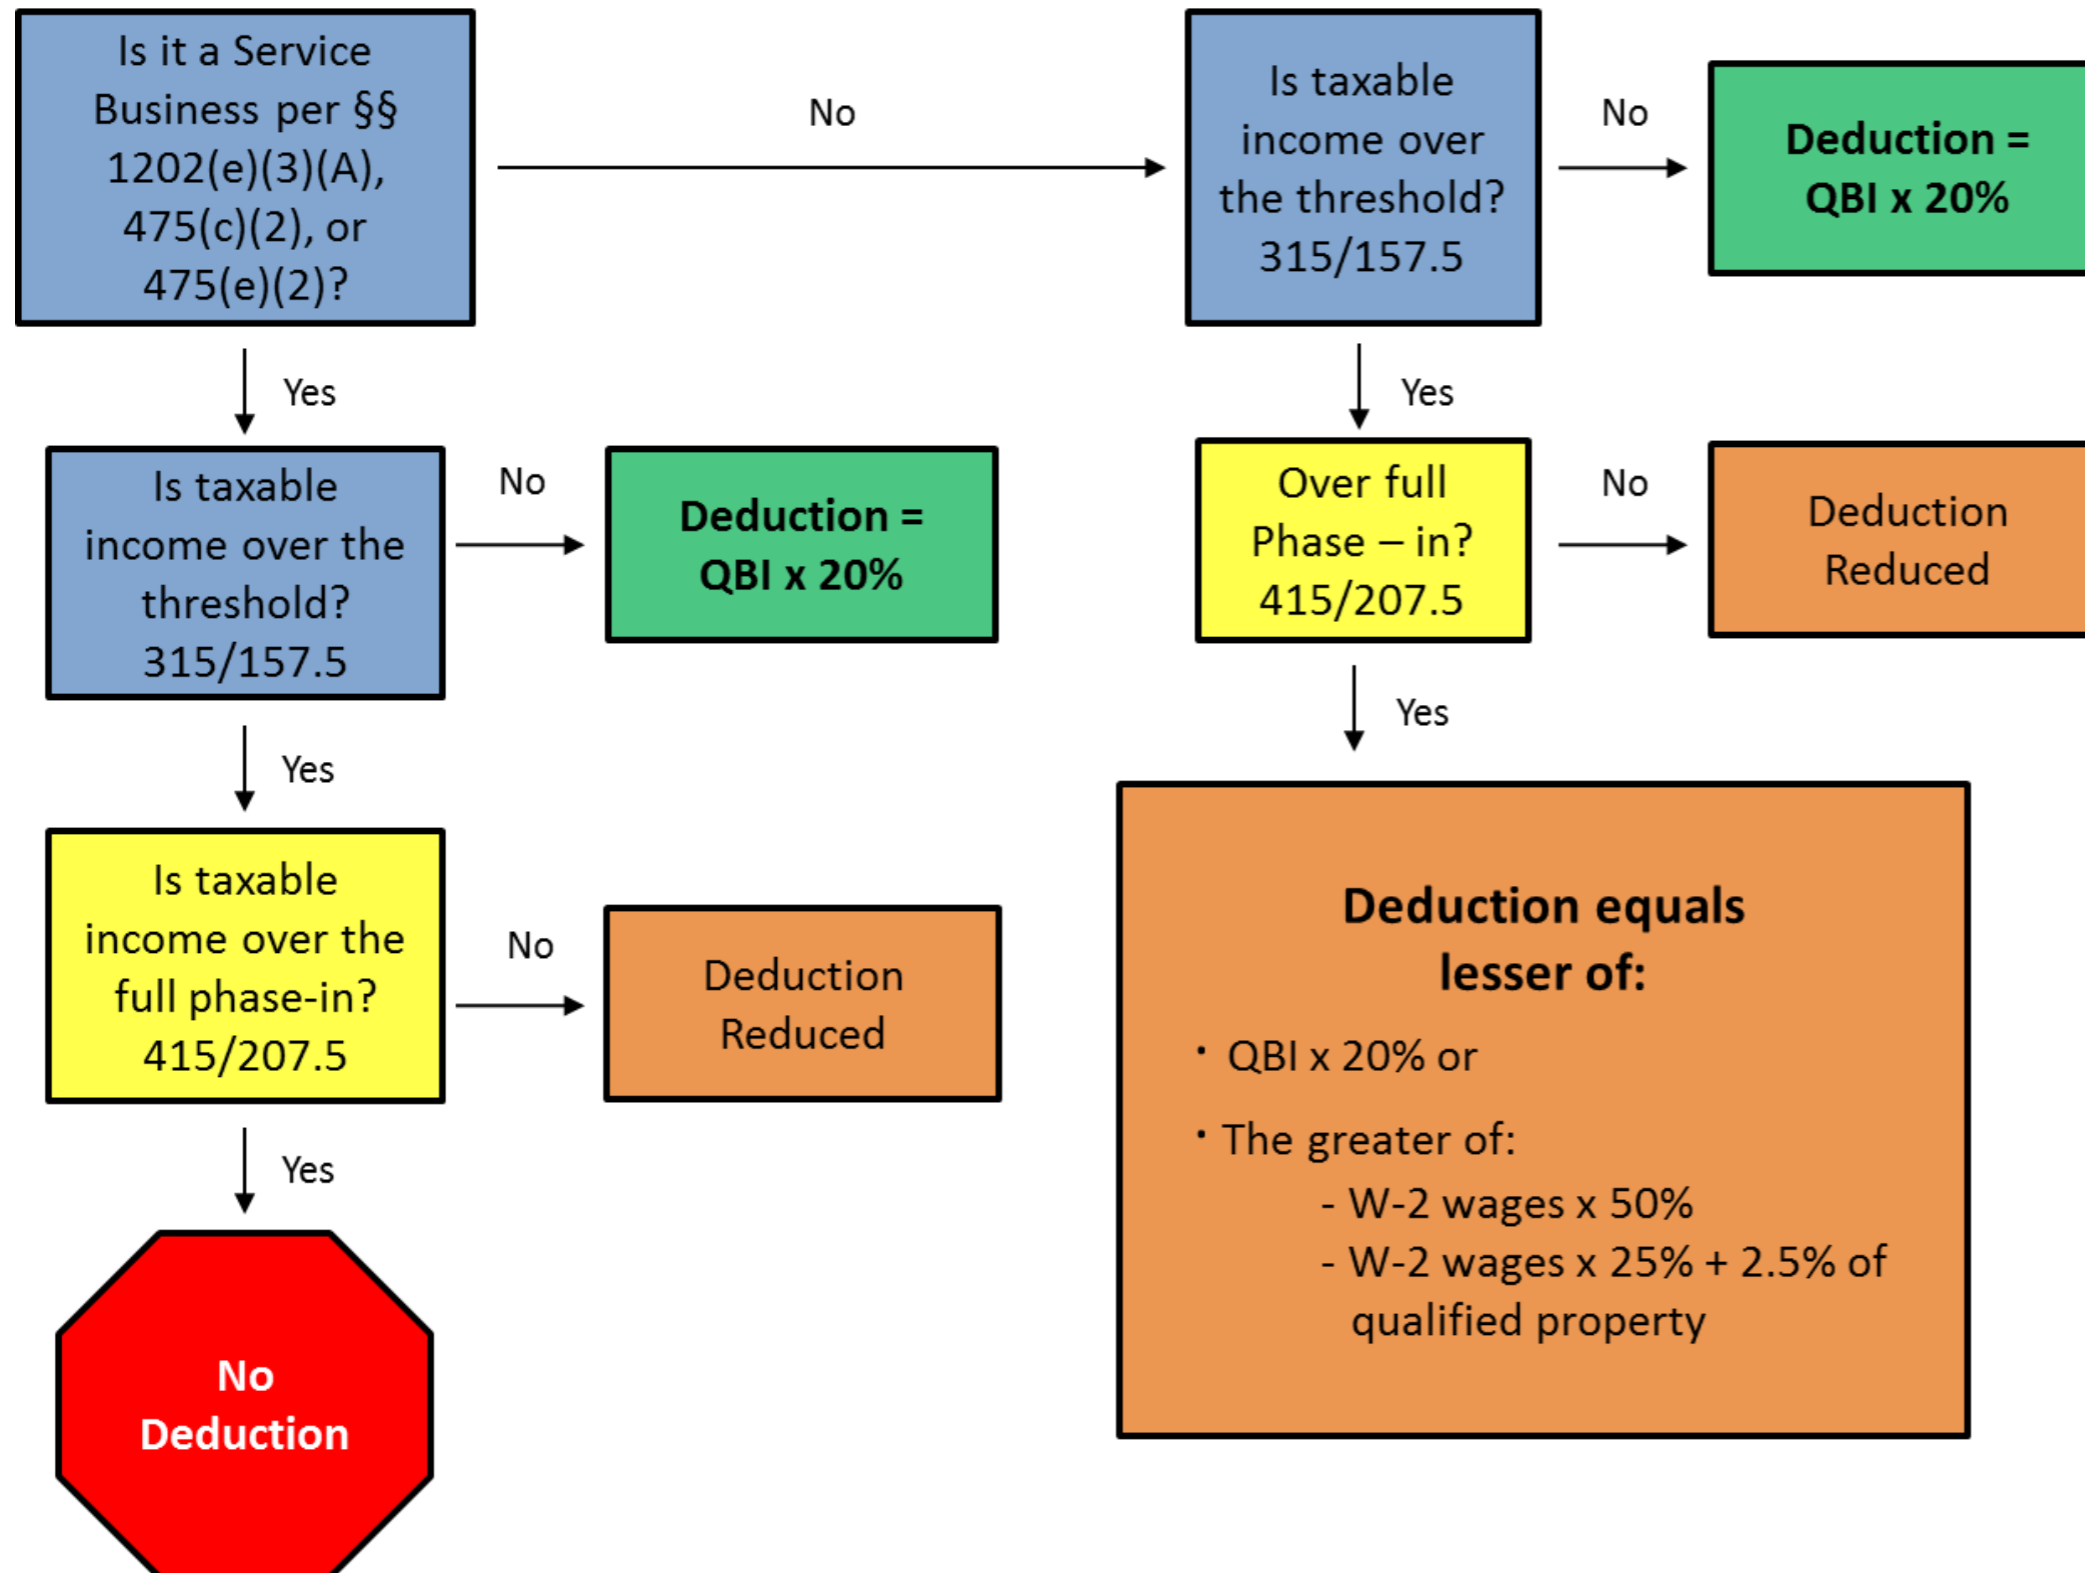 Is it a Service
Business per §§
1202(e)(3)(A),
475(c)(2), or
475(e)(2)?
No
Is taxable
income over
the threshold?
315/157.5
No
Deduction =
QBI x 20%
Yes
Yes
Is taxable
income over the
threshold?
315/157.5
No
Deduction =
QBI x 20%
Over full
Phase – in?
415/207.5
No
Deduction
Reduced
Yes
Yes
Is taxable
income over the
full phase-in?
415/207.5
No
Deduction
Reduced
Deduction equals
lesser of:
· QBI x 20% or
· The greater of:
- W-2 wages x 50%
- W-2 wages x 25% + 2.5% of
qualified property
Yes
No
Deduction